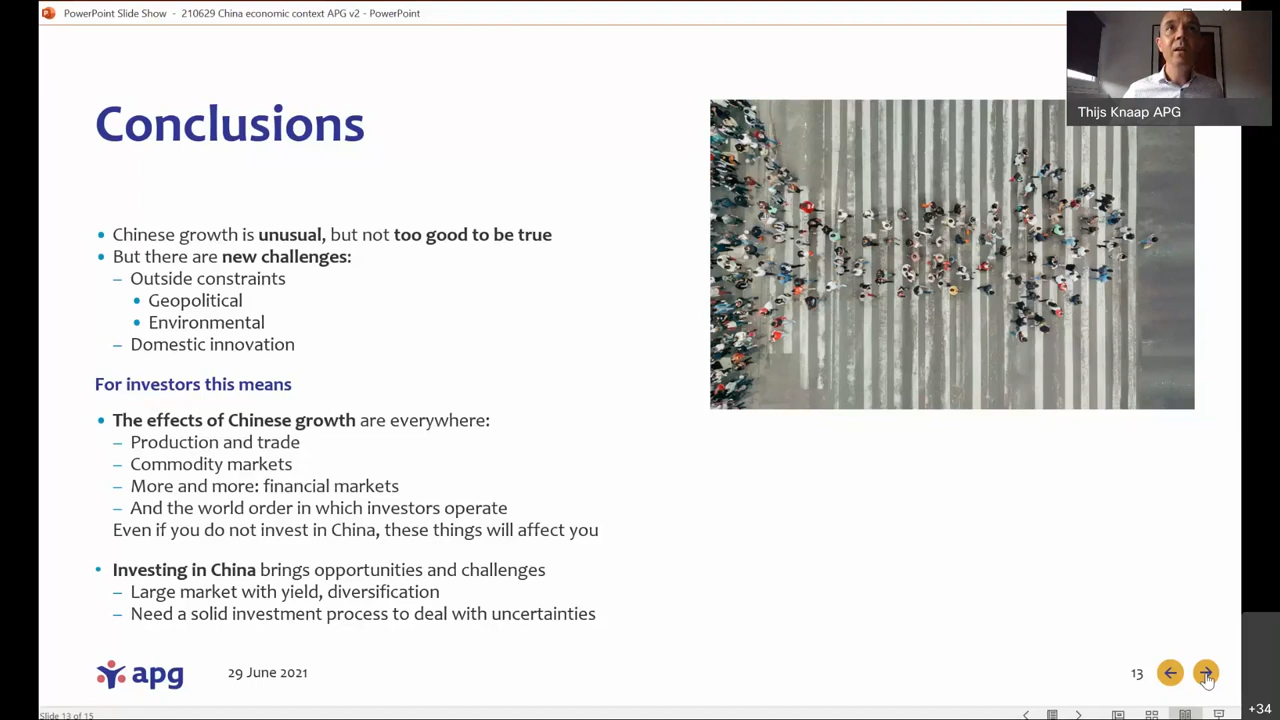 PowerPoint Slide Show - 210629 China economic context APG v2 - PowerPoint
Thijs Knaap APG
Conclusions
• Chinese growth is unusual, but not too good to be true
• But there are new challenges:
– Outside constraints
• Geopolitical
• Environmental
– Domestic innovation
For investors this means
• The effects of Chinese growth are everywhere:
– Production and trade
– Commodity markets
– More and more: financial markets
– And the world order in which investors operate
Even if you do not invest in China, these things will affect you
• Investing in China brings opportunities and challenges
– Large market with yield, diversification
– Need a solid investment process to deal with uncertainties
apg
29 June 2021
13
Slide 13 of 15
+34